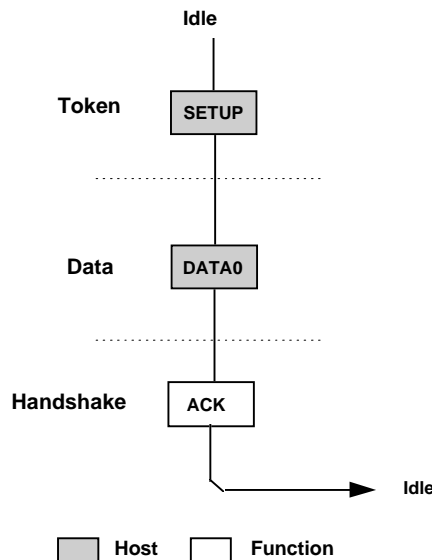 Idle
Token
SETUP
Data
DATA0
Handshake
ACK
Idle
Host
Function